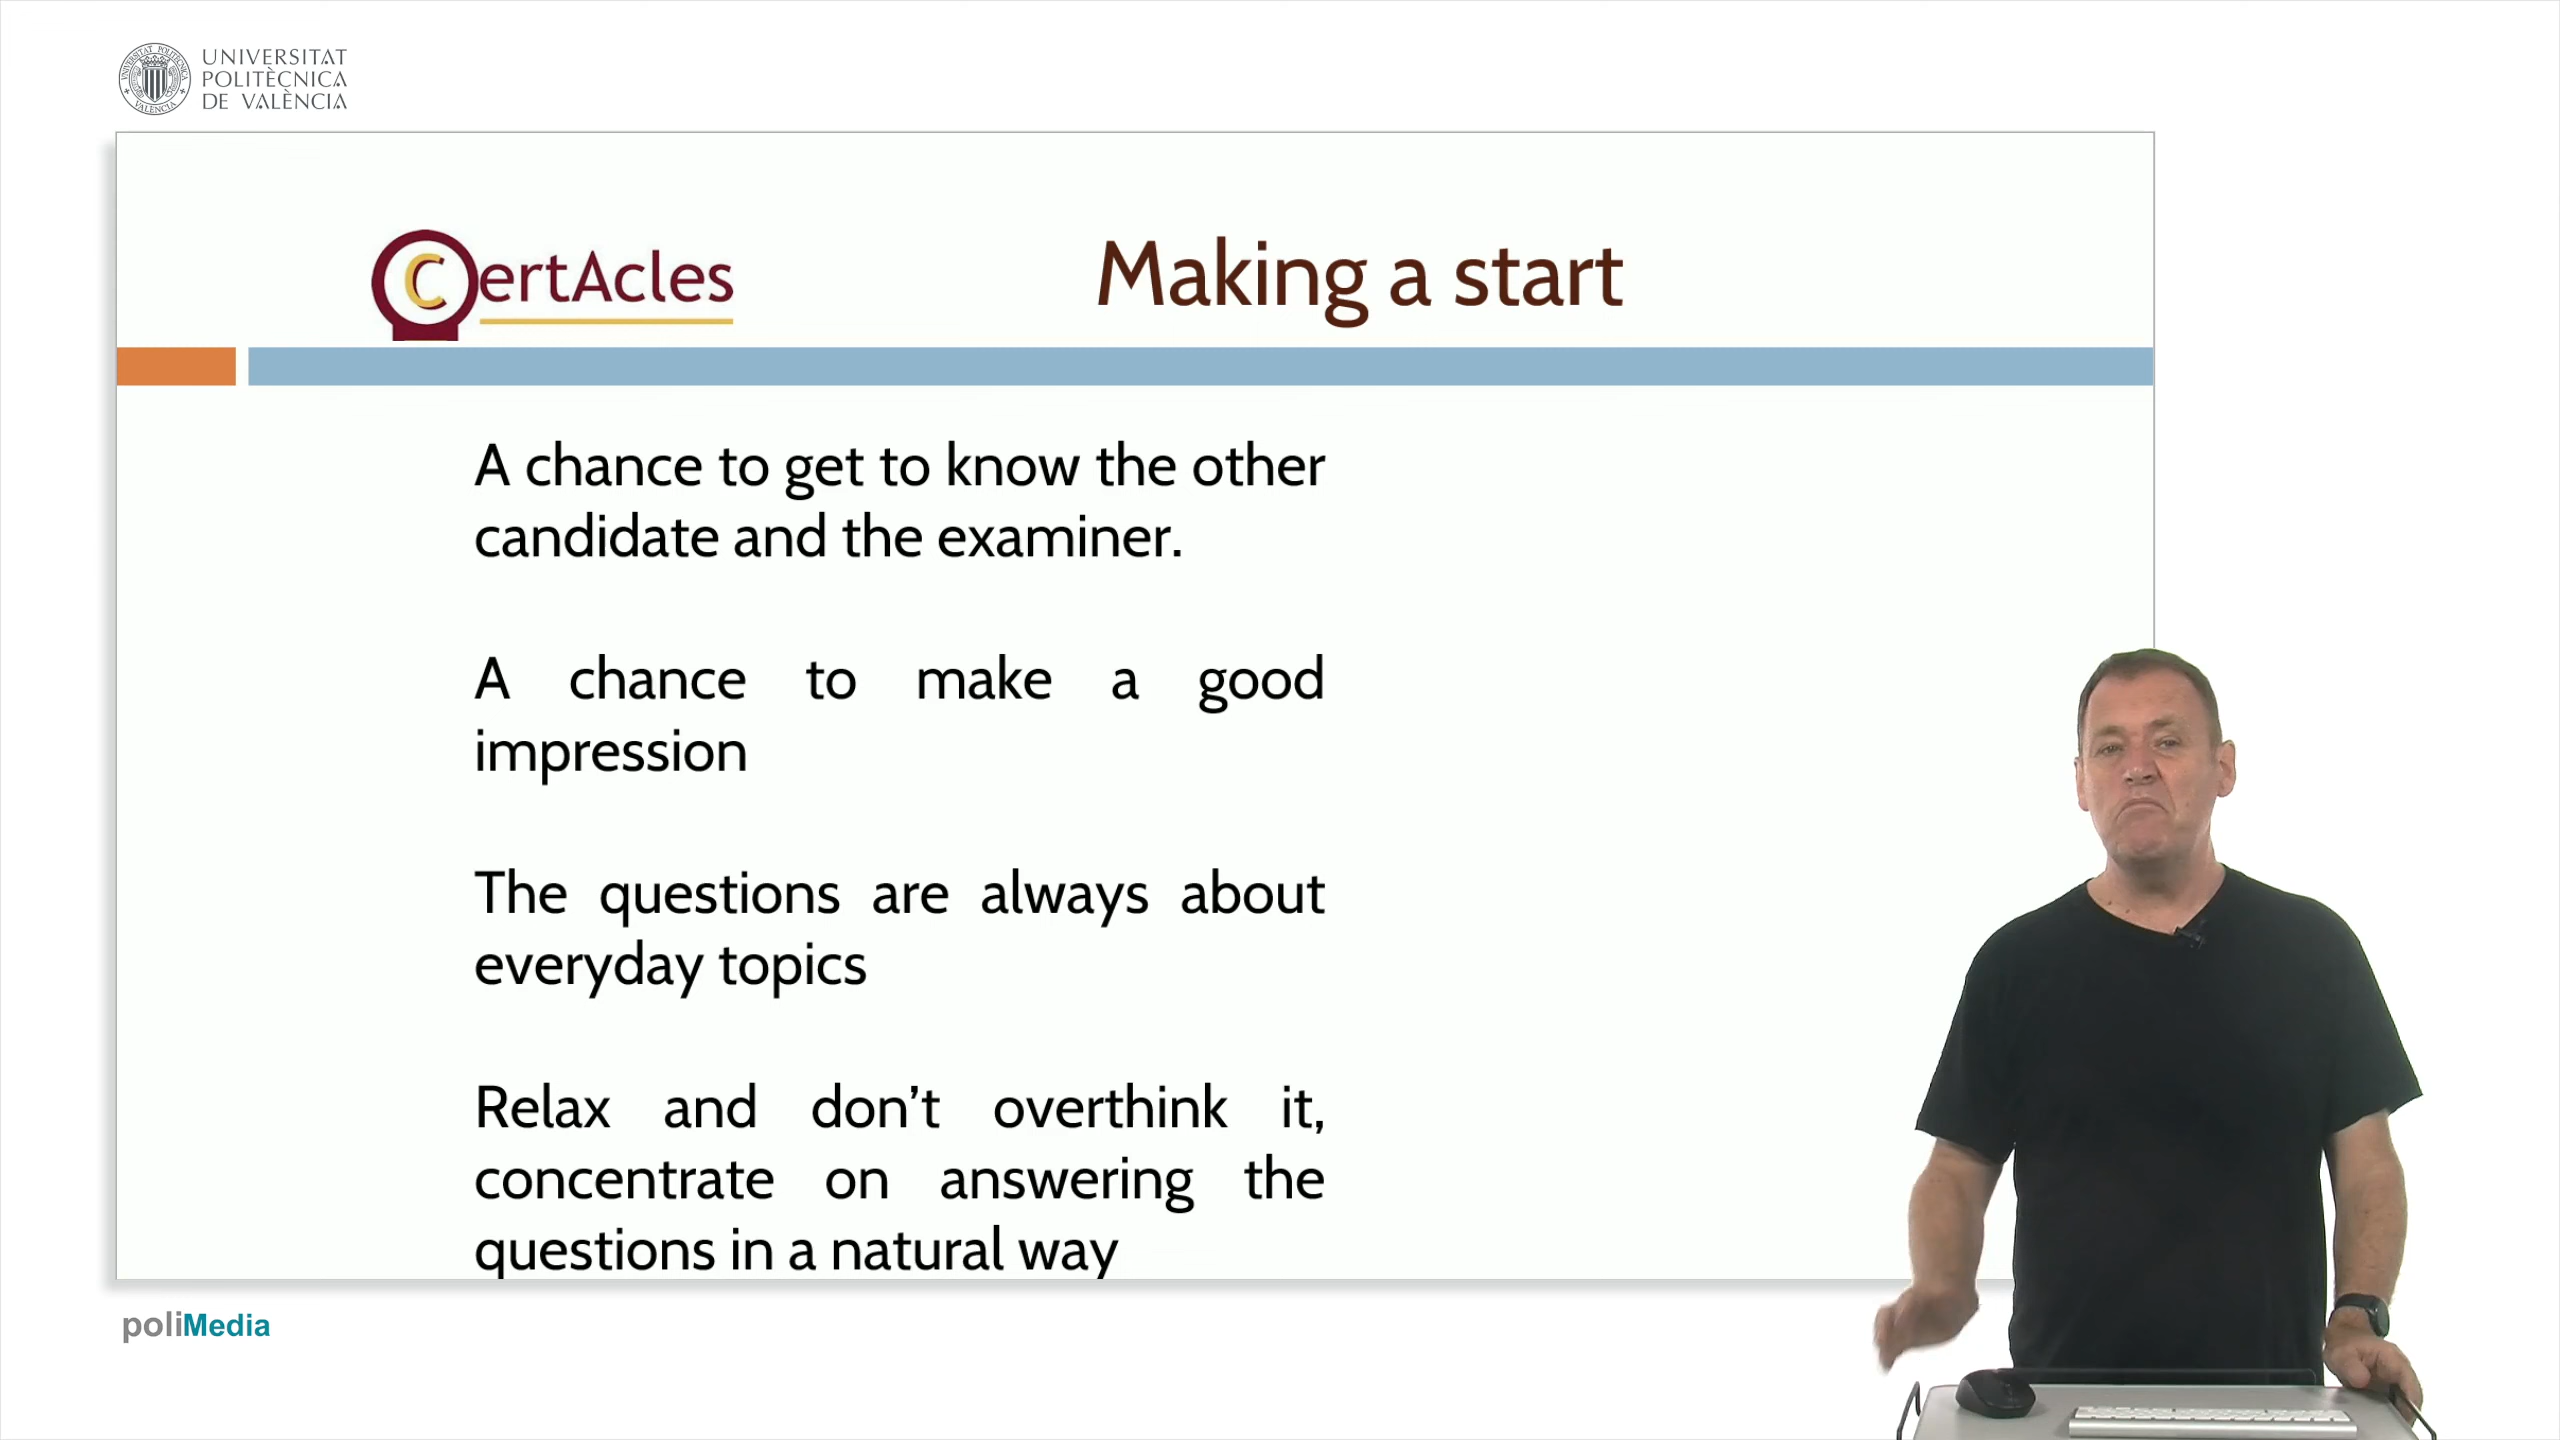 UNIVERSITAT
POLITÈCNICA
DE VALÈNCIA
CertAcles
Making a start
A chance to get to know the other
candidate and the examiner.
A chance to make a good
impression
The questions are always about
everyday topics
Relax and don’t overthink it,
concentrate on answering the
questions in a natural way
poliMedia